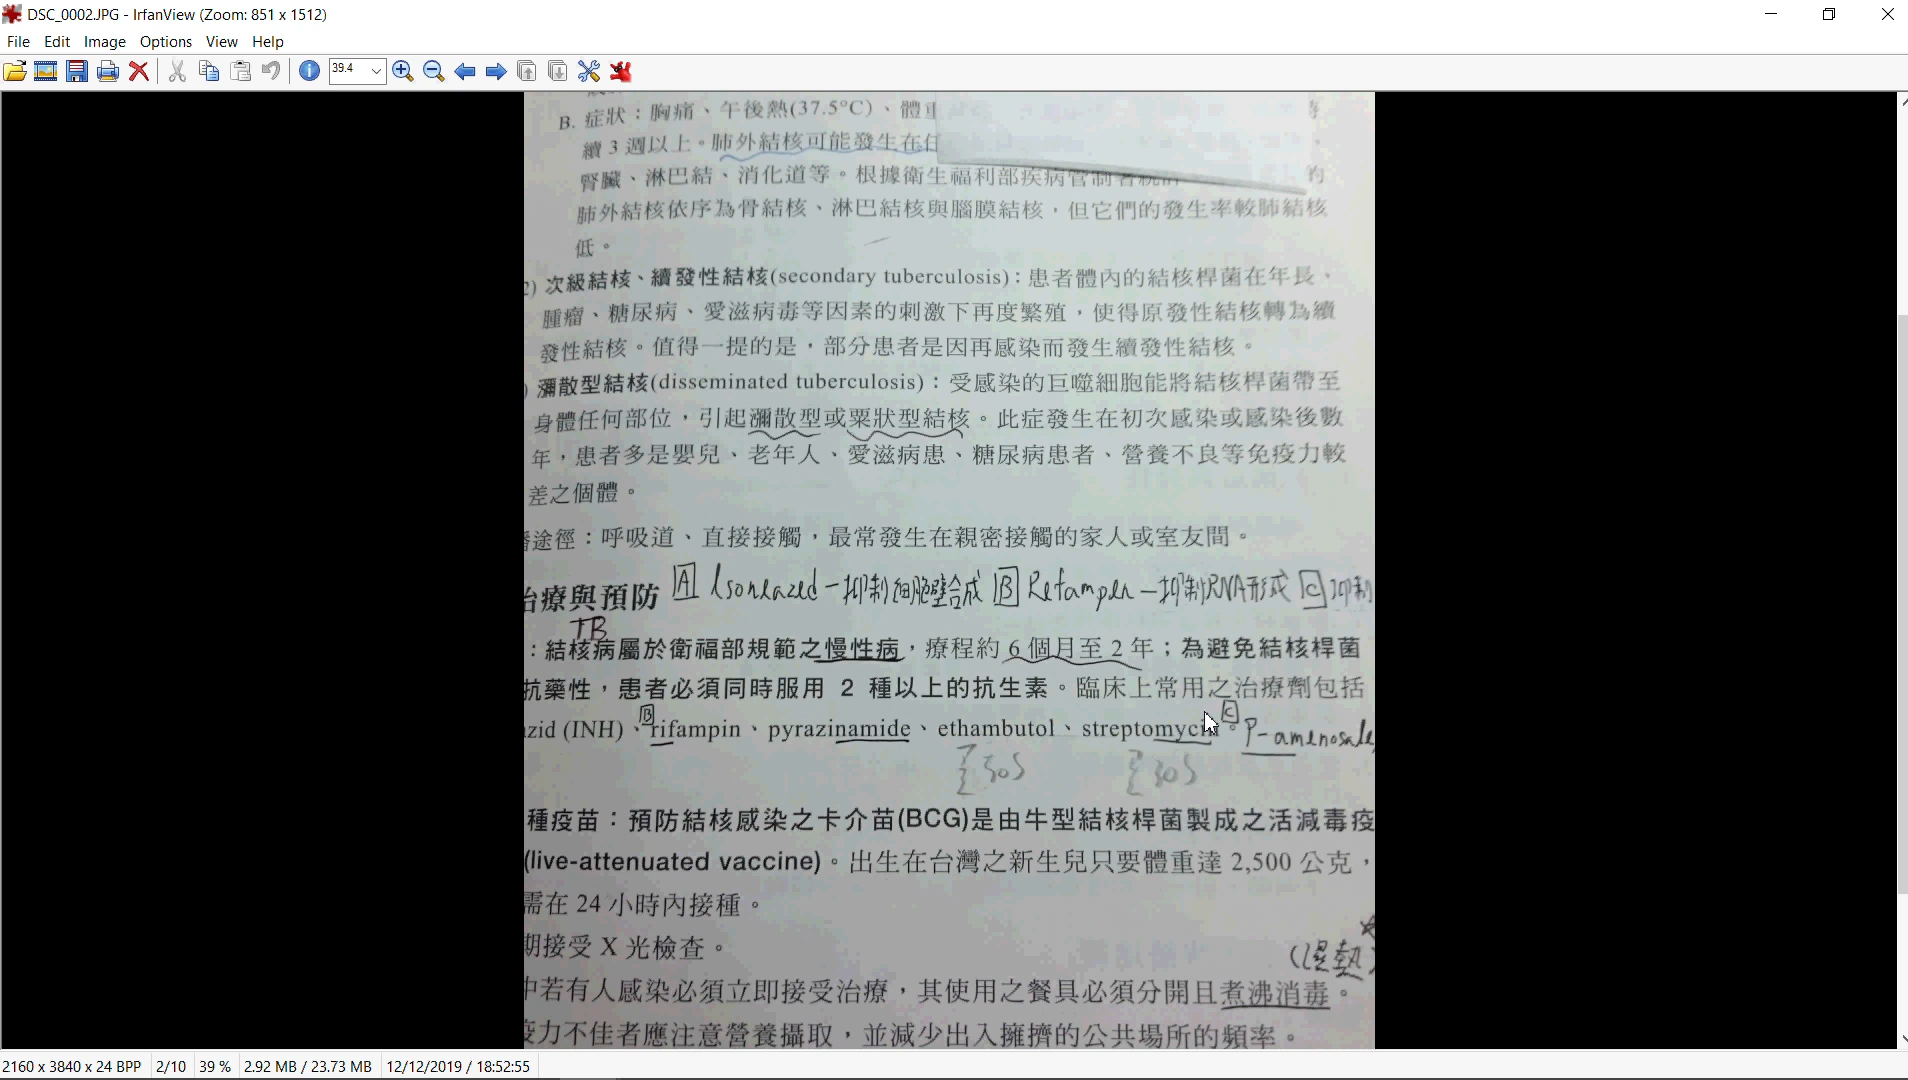 DSC_0002.JPG - IrfanView (Zoom: 851 x 1512)
File Edit Image Options View Help
39.4
B. 症狀：胸痛、午後熱(37.5°C)、體重
續 3 週以上。肺外結核可能發生在任
腎臟、淋巴結、消化道等。根據衛生福利部疾病管制署統計 的
肺外結核依序為骨結核、淋巴結核與腦膜結核，但它們的發生率較肺結核
低。
2) 次級結核、續發性結核(secondary tuberculosis)：患者體內的結核桿菌在年長、
腫瘤、糖尿病、愛滋病毒等因素的刺激下再度繁殖，使得原發性結核轉為續
發性結核。值得一提的是，部分患者是因再感染而發生續發性結核。
) 瀰散型結核(disseminated tuberculosis)：受感染的巨噬細胞能將結核桿菌帶至
身體任何部位，引起瀰散型或粟狀型結核。此症發生在初次感染或感染後數
年，患者多是嬰兒、老年人、愛滋病患、糖尿病患者、營養不良等免疫力較
差之個體。
途徑：呼吸道、直接接觸，最常發生在親密接觸的家人或室友間。
治療與預防 A Isoneazed－抑制細胞壁合成 B Refampen－抑制RNA形成 C 抑制
TB
：結核病屬於衛福部規範之慢性病，療程約 6 個月至 2 年；為避免結核桿菌
抗藥性，患者必須同時服用 2 種以上的抗生素。臨床上常用之治療劑包括
zid (INH)、B rifampin、pyrazinamide、ethambutol、streptomycin。C P-amenosale
30S
種疫苗：預防結核感染之卡介苗(BCG)是由牛型結核桿菌製成之活減毒疫
(live-attenuated vaccine)。出生在台灣之新生兒只要體重達 2,500 公克，
需在 24 小時內接種。
期接受 X 光檢查。
(濕熱)
中若有人感染必須立即接受治療，其使用之餐具必須分開且煮沸消毒。
疫力不佳者應注意營養攝取，並減少出入擁擠的公共場所的頻率。
2160 x 3840 x 24 BPP 2/10 39 % 2.92 MB / 23.73 MB 12/12/2019 / 18:52:55